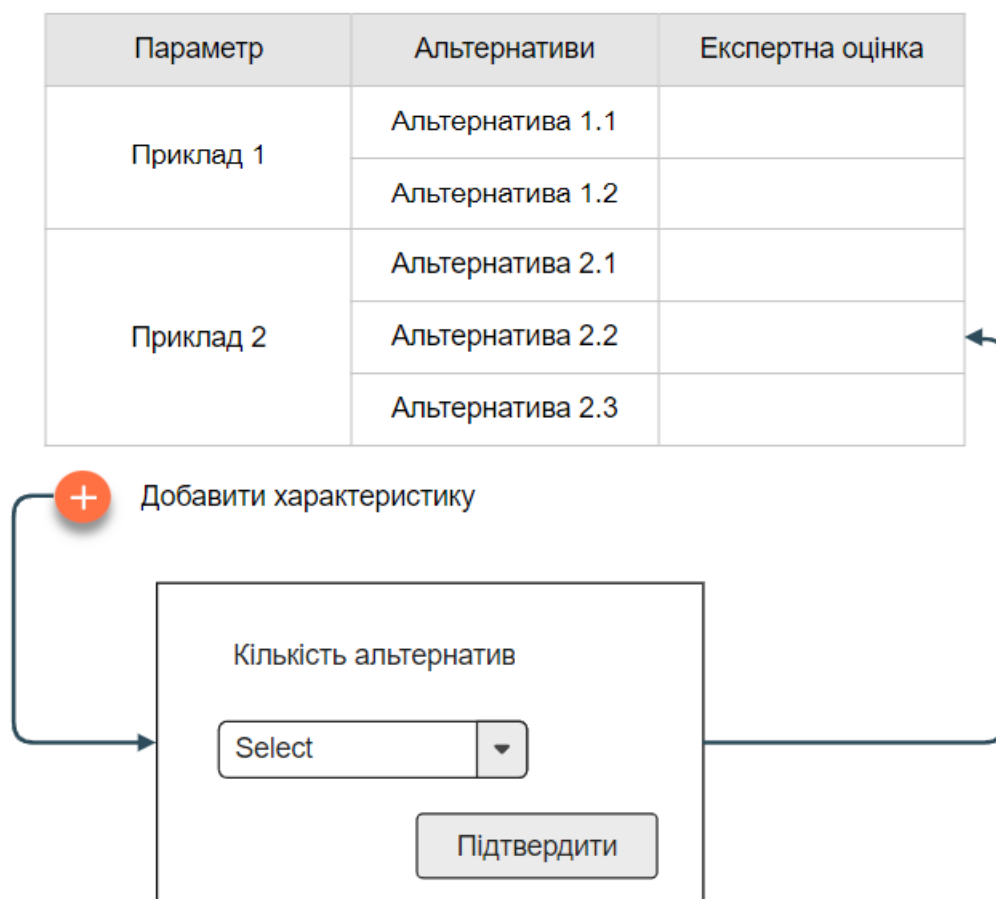 Параметр Альтернативи Експертна оцінка
Приклад 1
Альтернатива 1.1
Альтернатива 1.2
Приклад 2
Альтернатива 2.1
Альтернатива 2.2
Альтернатива 2.3
Добавити характеристику
Кількість альтернатив
Select
Підтвердити